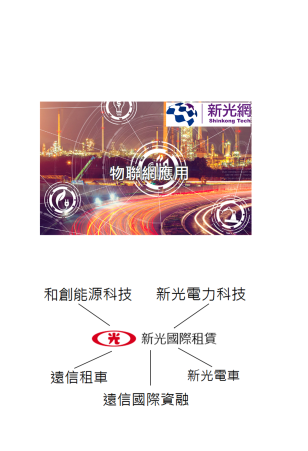 新光網
Shinkong Tech
物聯網應用
和創能源科技
新光電力科技
光
新光國際租賃
遠信租車
新光電車
遠信國際資融